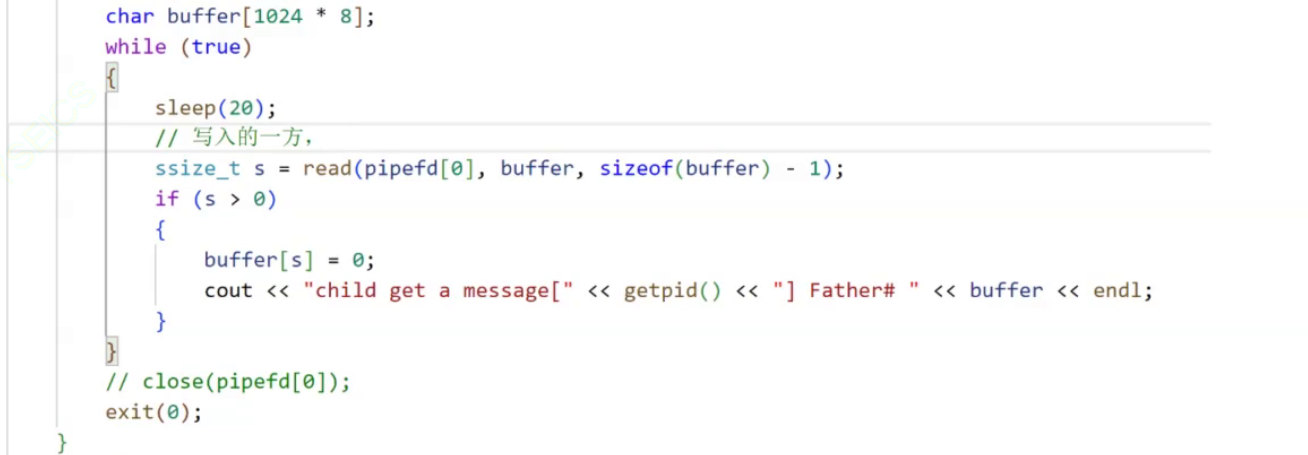 char buffer[1024 * 8];
while (true)
{
sleep(20);
// 写入的一方,
ssize_t s = read(pipefd[0], buffer, sizeof(buffer) - 1);
if (s > 0)
{
buffer[s] = 0;
cout << "child get a message[" << getpid() << "] Father# " << buffer << endl;
}
}
// close(pipefd[0]);
exit(0);
}